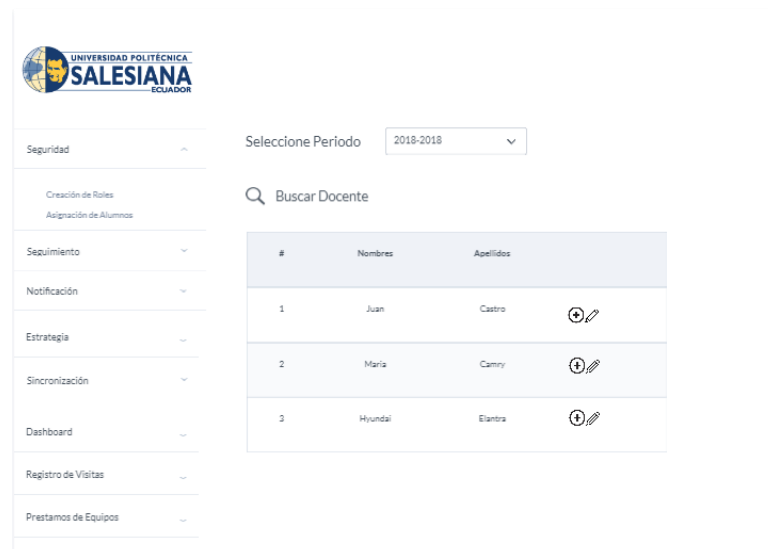 UNIVERSIDAD POLITÉCNICA
SALESIANA
ECUADOR
Seguridad
Creación de Roles
Asignación de Alumnos
Seguimiento
Notificación
Estrategia
Sincronización
Dashboard
Registro de Visitas
Prestamos de Equipos
Seleccione Periodo 2018-2018
Buscar Docente
# Nombres Apellidos
1 Juan Castro
2 Maria Camry
3 Hyundai Elantra